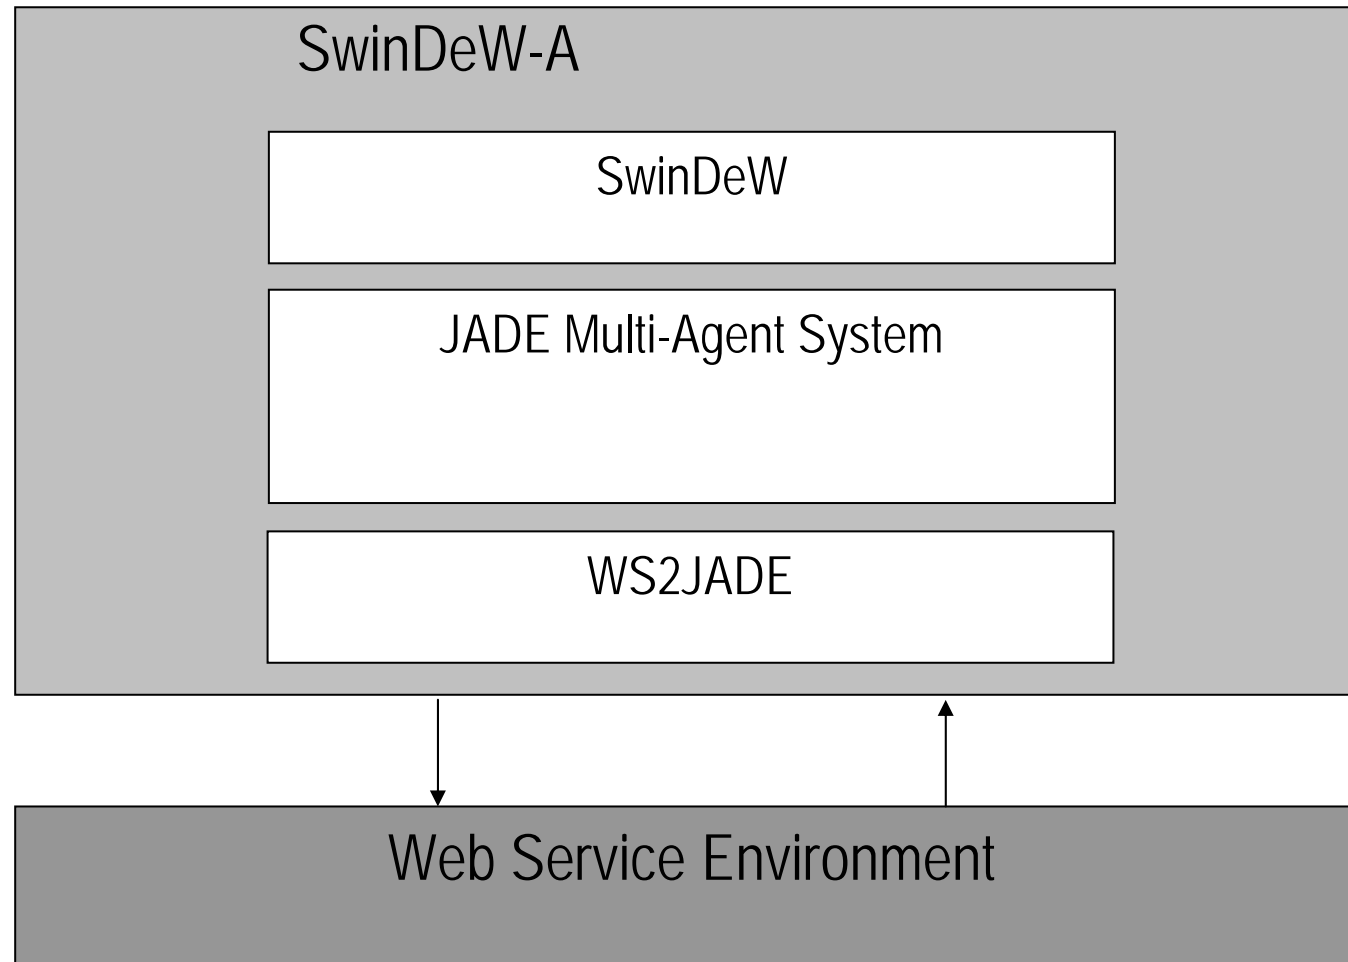 SwinDeW-A
SwinDeW
JADE Multi-Agent System
WS2JADE
Web Service Environment